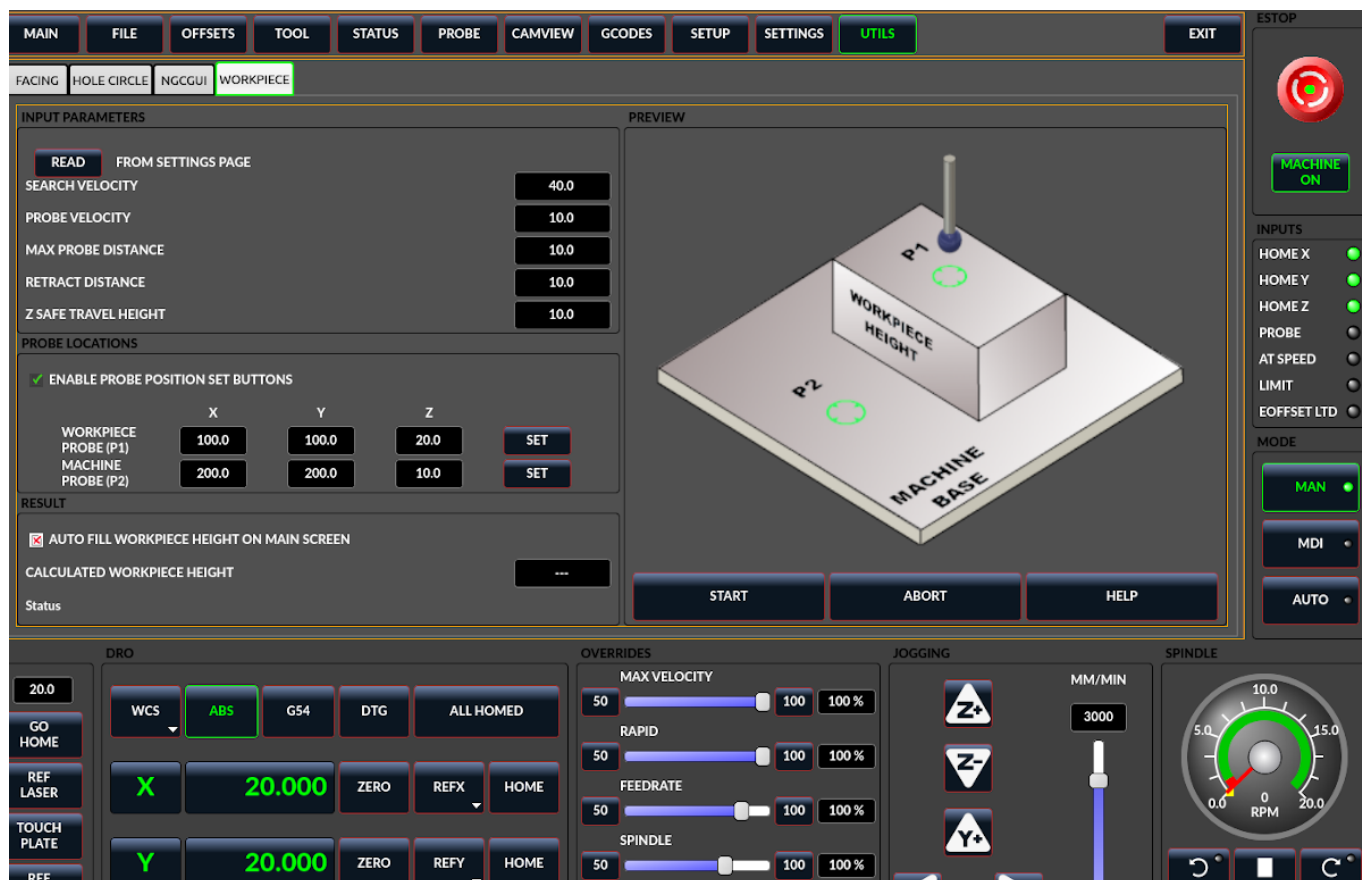 MAIN FILE OFFSETS TOOL STATUS PROBE CAMVIEW GCODES SETUP SETTINGS UTILS EXIT
ESTOP
FACING HOLE CIRCLE NGCGUI WORKPIECE
INPUT PARAMETERS
READ FROM SETTINGS PAGE
SEARCH VELOCITY 40.0
PROBE VELOCITY 10.0
MAX PROBE DISTANCE 10.0
RETRACT DISTANCE 10.0
Z SAFE TRAVEL HEIGHT 10.0
PROBE LOCATIONS
ENABLE PROBE POSITION SET BUTTONS
X Y Z
WORKPIECE
PROBE (P1) 100.0 100.0 20.0 SET
MACHINE
PROBE (P2) 200.0 200.0 10.0 SET
RESULT
AUTO FILL WORKPIECE HEIGHT ON MAIN SCREEN
CALCULATED WORKPIECE HEIGHT ---
Status
PREVIEW
P1
WORKPIECE
HEIGHT
P2
MACHINE
BASE
START ABORT HELP
MACHINE
ON
INPUTS
HOME X
HOME Y
HOME Z
PROBE
AT SPEED
LIMIT
EOFFSET LTD
MODE
MAN
MDI
AUTO
20.0
GO
HOME
REF
LASER
TOUCH
PLATE
REF
DRO
WCS ABS G54 DTG ALL HOMED
X 20.000 ZERO REFX HOME
Y 20.000 ZERO REFY HOME
OVERRIDES
MAX VELOCITY
50 100 100 %
RAPID
50 100 100 %
FEEDRATE
50 100 100 %
SPINDLE
50 100 100 %
JOGGING
Z+
Z-
Y+
MM/MIN
3000
SPINDLE
10.0
5.0 15.0
0.0 0 20.0
RPM